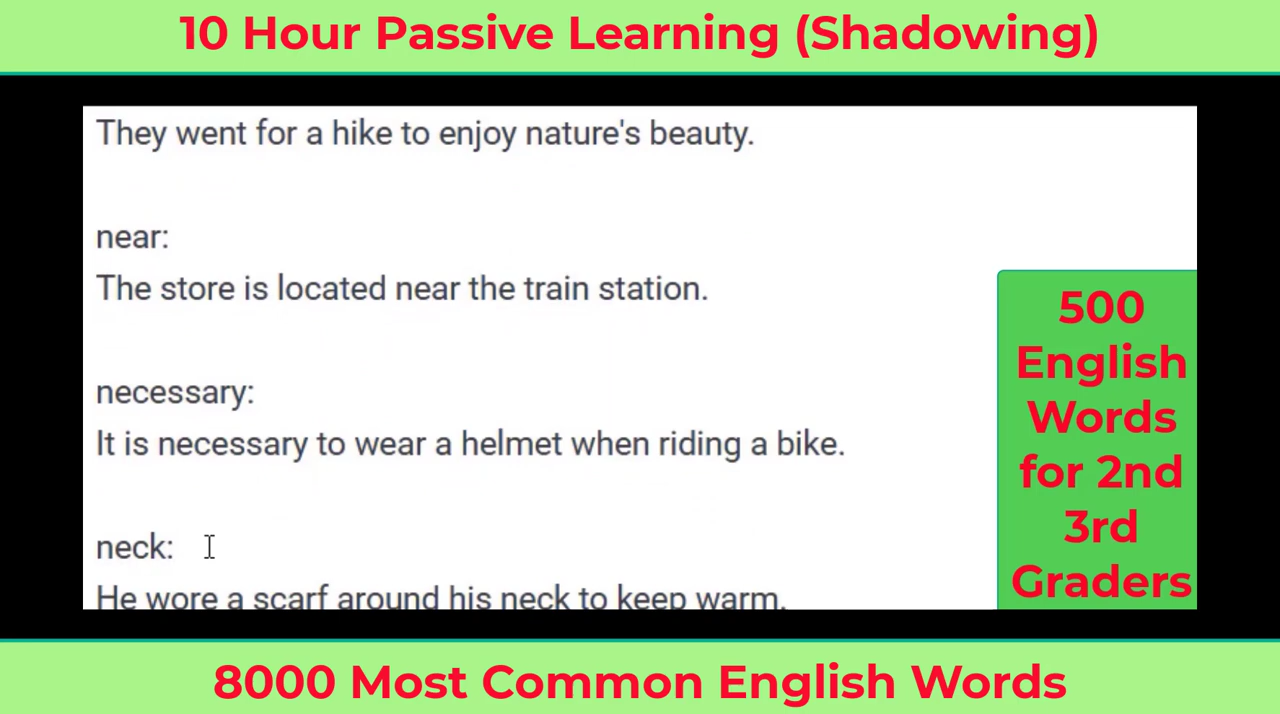 10 Hour Passive Learning (Shadowing)
They went for a hike to enjoy nature's beauty.
near:
The store is located near the train station.
necessary:
It is necessary to wear a helmet when riding a bike.
neck:
He wore a scarf around his neck to keep warm.
500
English
Words
for 2nd
3rd
Graders
8000 Most Common English Words